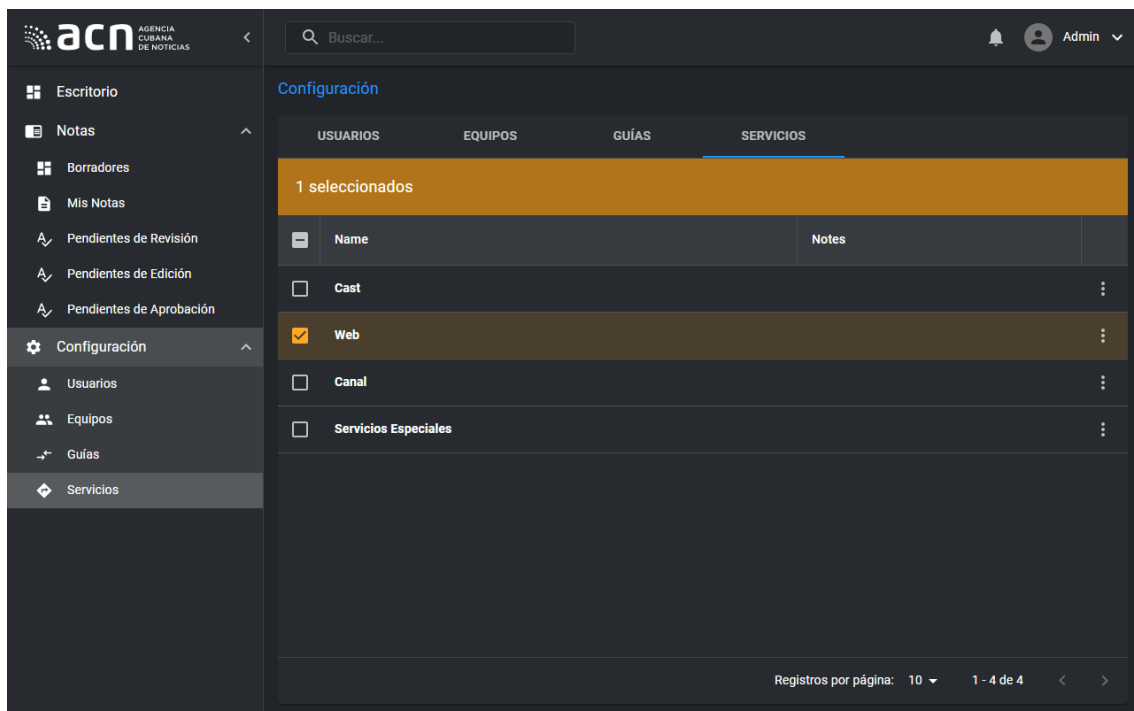 acn AGENCIA
CUBANA
DE NOTICIAS
Buscar...
Admin
Escritorio
Notas
Borradores
Mis Notas
Pendientes de Revisión
Pendientes de Edición
Pendientes de Aprobación
Configuración
Usuarios
Equipos
Guías
Servicios
Configuración
USUARIOS EQUIPOS GUÍAS SERVICIOS
1 seleccionados
Name Notes
Cast
Web
Canal
Servicios Especiales
Registros por página: 10 1 - 4 de 4